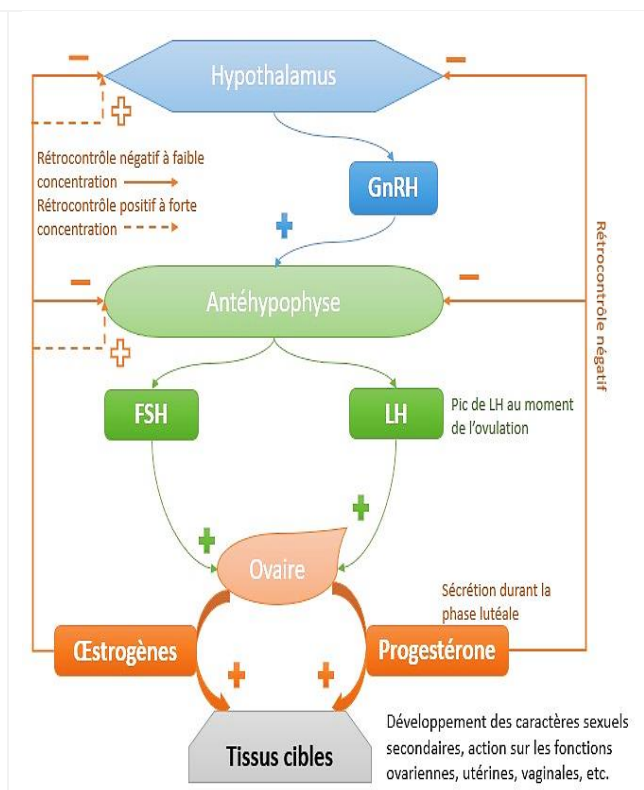 Hypothalamus
GnRH
Rétrocontrôle négatif à faible
concentration
Rétrocontrôle positif à forte
concentration
Antéhypophyse
Rétrocontrôle négatif
FSH
LH
Pic de LH au moment
de l’ovulation
Ovaire
Sécrétion durant la
phase lutéale
Œstrogènes
Progestérone
Tissus cibles
Développement des caractères sexuels
secondaires, action sur les fonctions
ovariennes, utérines, vaginales, etc.